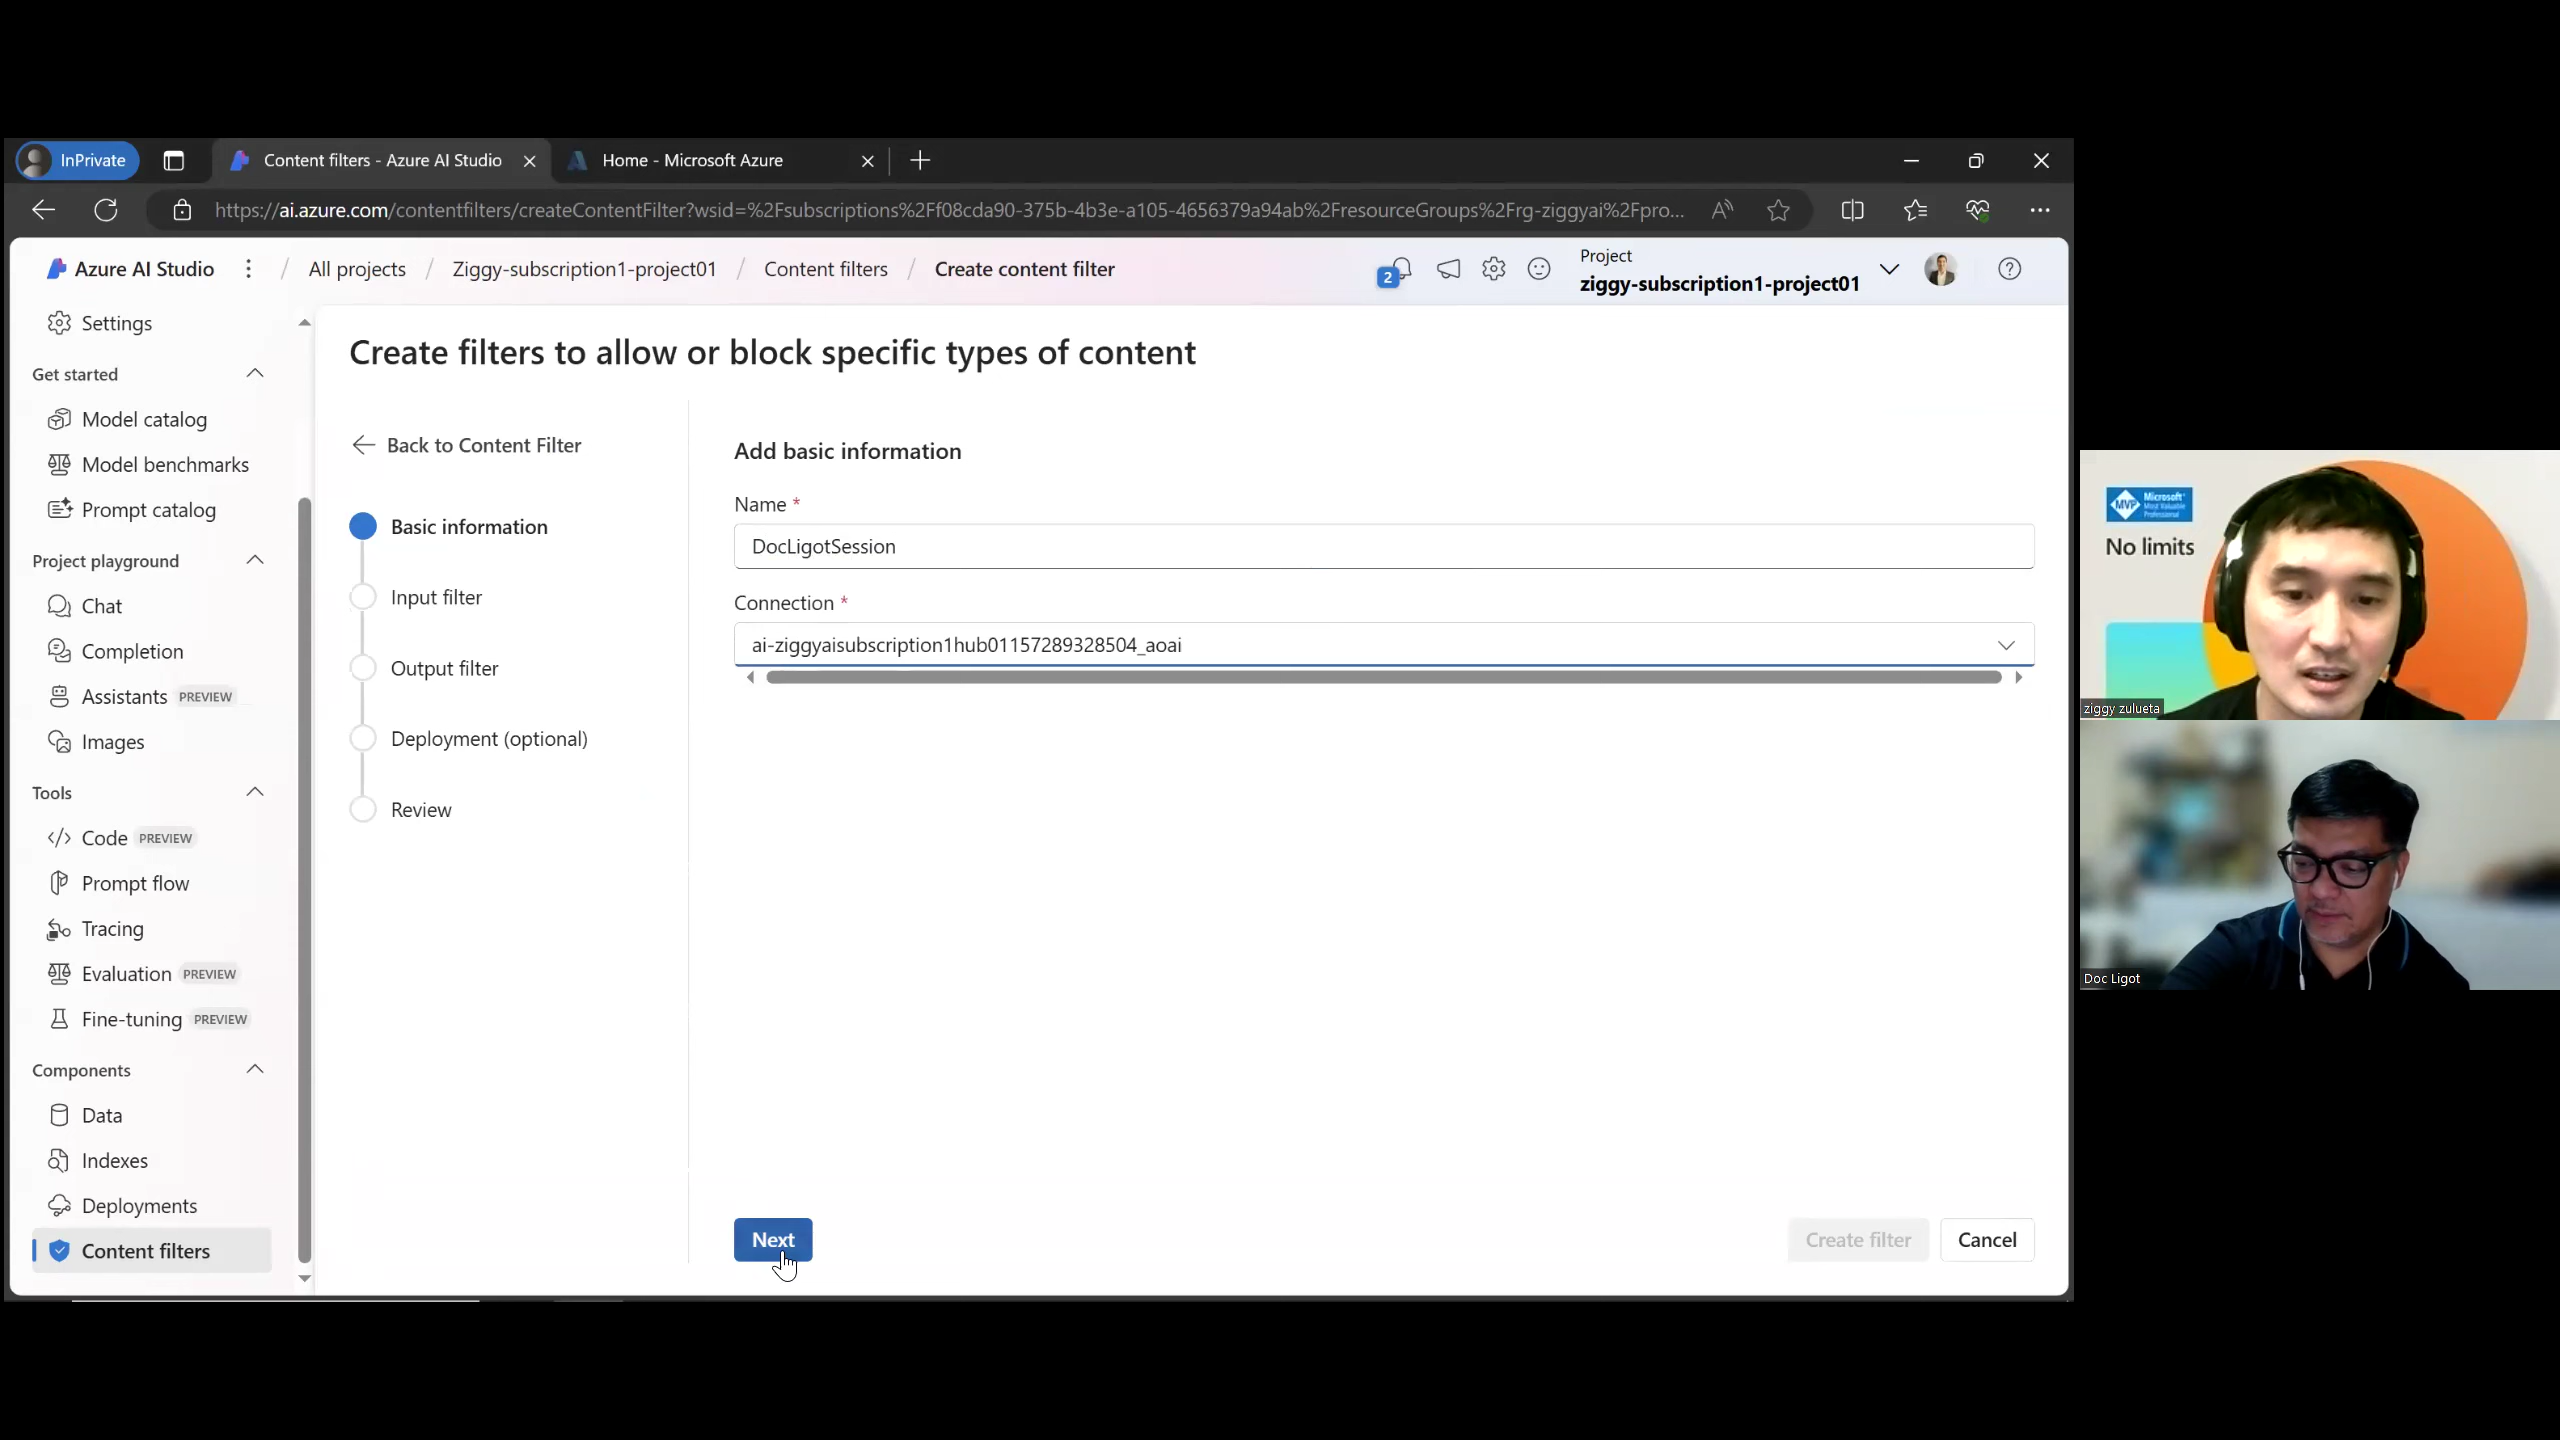 InPrivate
Content filters - Azure AI Studio
Home - Microsoft Azure
https://ai.azure.com/contentfilters/createContentFilter?wsid=%2Fsubscriptions%2Ff08cda90-375b-4b3e-a105-4656379a94ab%2FresourceGroups%2Frg-ziggyai%2Fpro...
Azure AI Studio
/ All projects / Ziggy-subscription1-project01 / Content filters / Create content filter
2
Project
ziggy-subscription1-project01
Settings
Get started
Model catalog
Model benchmarks
Prompt catalog
Project playground
Chat
Completion
Assistants PREVIEW
Images
Tools
Code PREVIEW
Prompt flow
Tracing
Evaluation PREVIEW
Fine-tuning PREVIEW
Components
Data
Indexes
Deployments
Content filters
Create filters to allow or block specific types of content
Back to Content Filter
Basic information
Input filter
Output filter
Deployment (optional)
Review
Add basic information
Name *
DocLigotSession
Connection *
ai-ziggyaisubscription1hub01157289328504_aoai
Next
Create filter
Cancel
MVP
Microsoft
Most Valuable
Professional
No limits
ziggy zulueta
Doc Ligot